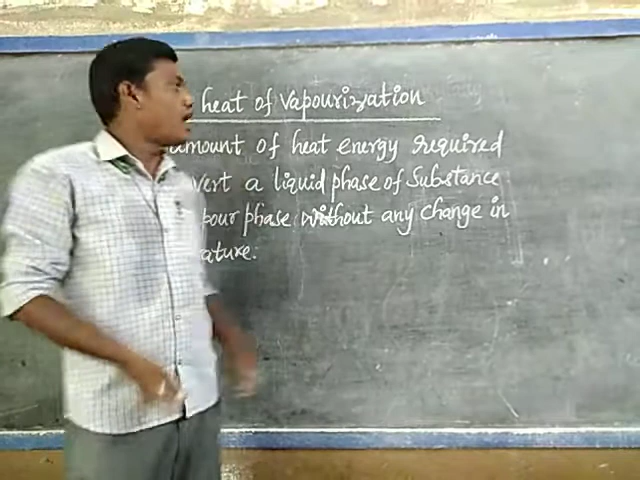 heat of vapourization
amount of heat energy required
vert a liquid phase of Substance
pour phase without any change in
ature.